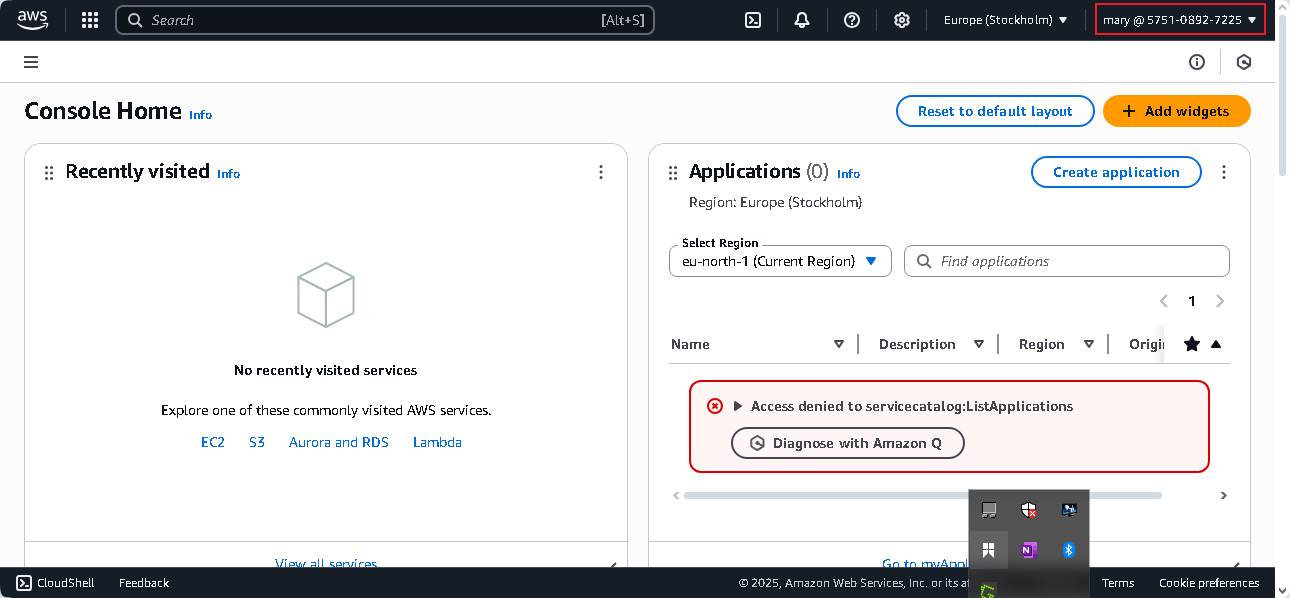 aws
Search [Alt+S] Europe (Stockholm) mary @ 5751-0892-7225
Console Home Info Reset to default layout + Add widgets
Recently visited Info
No recently visited services
Explore one of these commonly visited AWS services.
EC2 S3 Aurora and RDS Lambda
View all services
Applications (0) Info Create application
Region: Europe (Stockholm)
Select Region
eu-north-1 (Current Region) Find applications
1
Name Description Region Origin
Access denied to servicecatalog:ListApplications
Diagnose with Amazon Q
Go to myAppl
CloudShell Feedback © 2025, Amazon Web Services, Inc. or its af Terms Cookie preferences